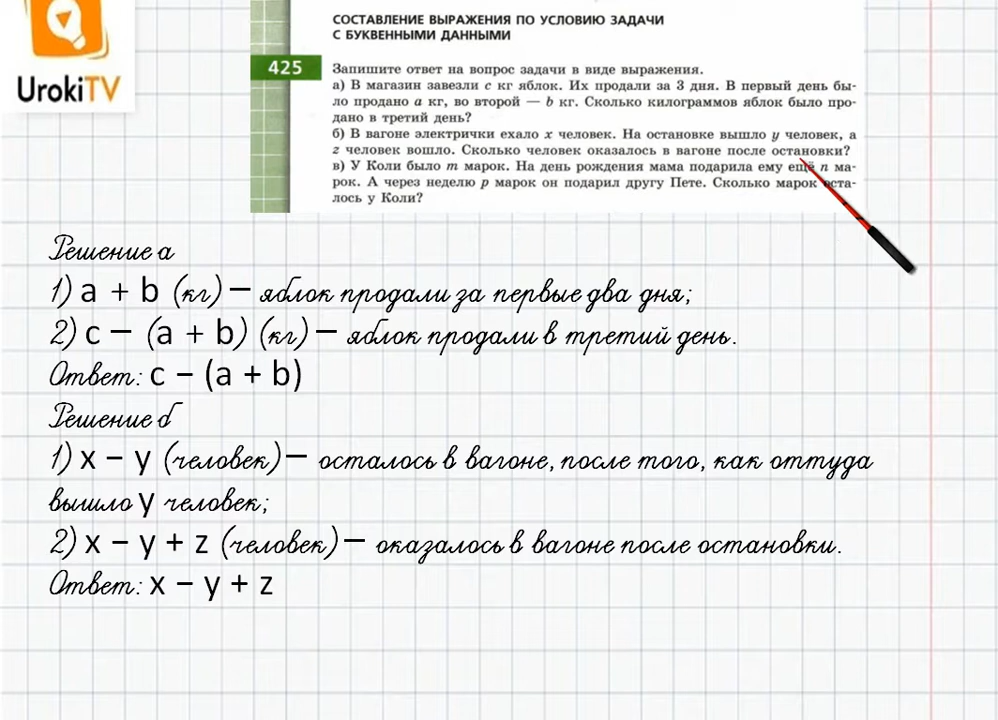 UrokiTV
СОСТАВЛЕНИЕ ВЫРАЖЕНИЯ ПО УСЛОВИЮ ЗАДАЧИ
С БУКВЕННЫМИ ДАННЫМИ
425
Запишите ответ на вопрос задачи в виде выражения.
а) В магазин завезли c кг яблок. Их продали за 3 дня. В первый день бы-
ло продано a кг, во второй — b кг. Сколько килограммов яблок было про-
дано в третий день?
б) В вагоне электрички ехало x человек. На остановке вышло y человек, а
z человек вошло. Сколько человек оказалось в вагоне после остановки?
в) У Коли было m марок. На день рождения мама подарила ему ещё n ма-
рок. А через неделю p марок он подарил другу Пете. Сколько марок оста-
лось у Коли?
Решение а
1) a + b (кг) – яблок продали за первые два дня;
2) c – (a + b) (кг) – яблок продали в третий день.
Ответ: c – (a + b)
Решение б
1) x – y (человек) – осталось в вагоне, после того, как оттуда
вышло y человек;
2) x – y + z (человек) – оказалось в вагоне после остановки.
Ответ: x – y + z